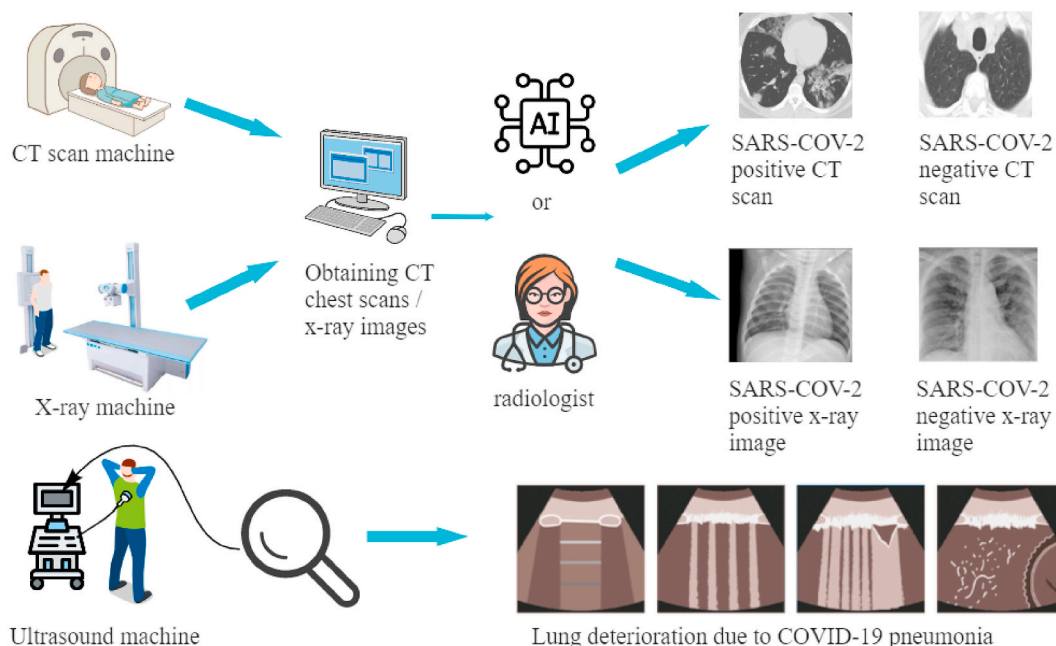 CT scan machine
X-ray machine
Obtaining CT
chest scans /
x-ray images
AI
or
radiologist
SARS-COV-2
positive CT
scan
SARS-COV-2
negative CT
scan
SARS-COV-2
positive x-ray
image
SARS-COV-2
negative x-ray
image
Ultrasound machine
Lung deterioration due to COVID-19 pneumonia